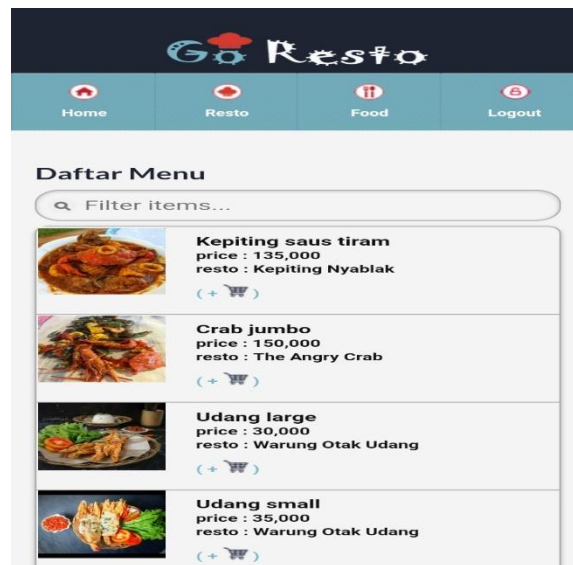 Go Resto
Home Resto Food Logout
Daftar Menu
Filter items...
Kepiting saus tiram
price : 135,000
resto : Kepiting Nyablak
( + )
Crab jumbo
price : 150,000
resto : The Angry Crab
( + )
Udang large
price : 30,000
resto : Warung Otak Udang
( + )
Udang small
price : 35,000
resto : Warung Otak Udang
( + )